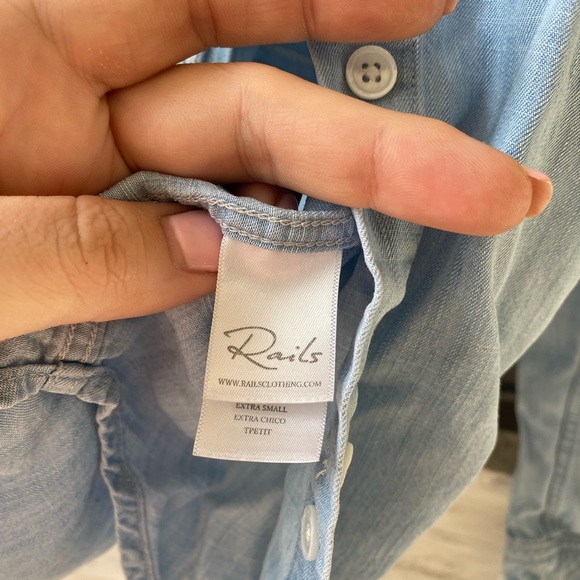 Rails
WWW.RAILSCLOTHING.COM
EXTRA SMALL
EXTRA CHICO
TPETIT